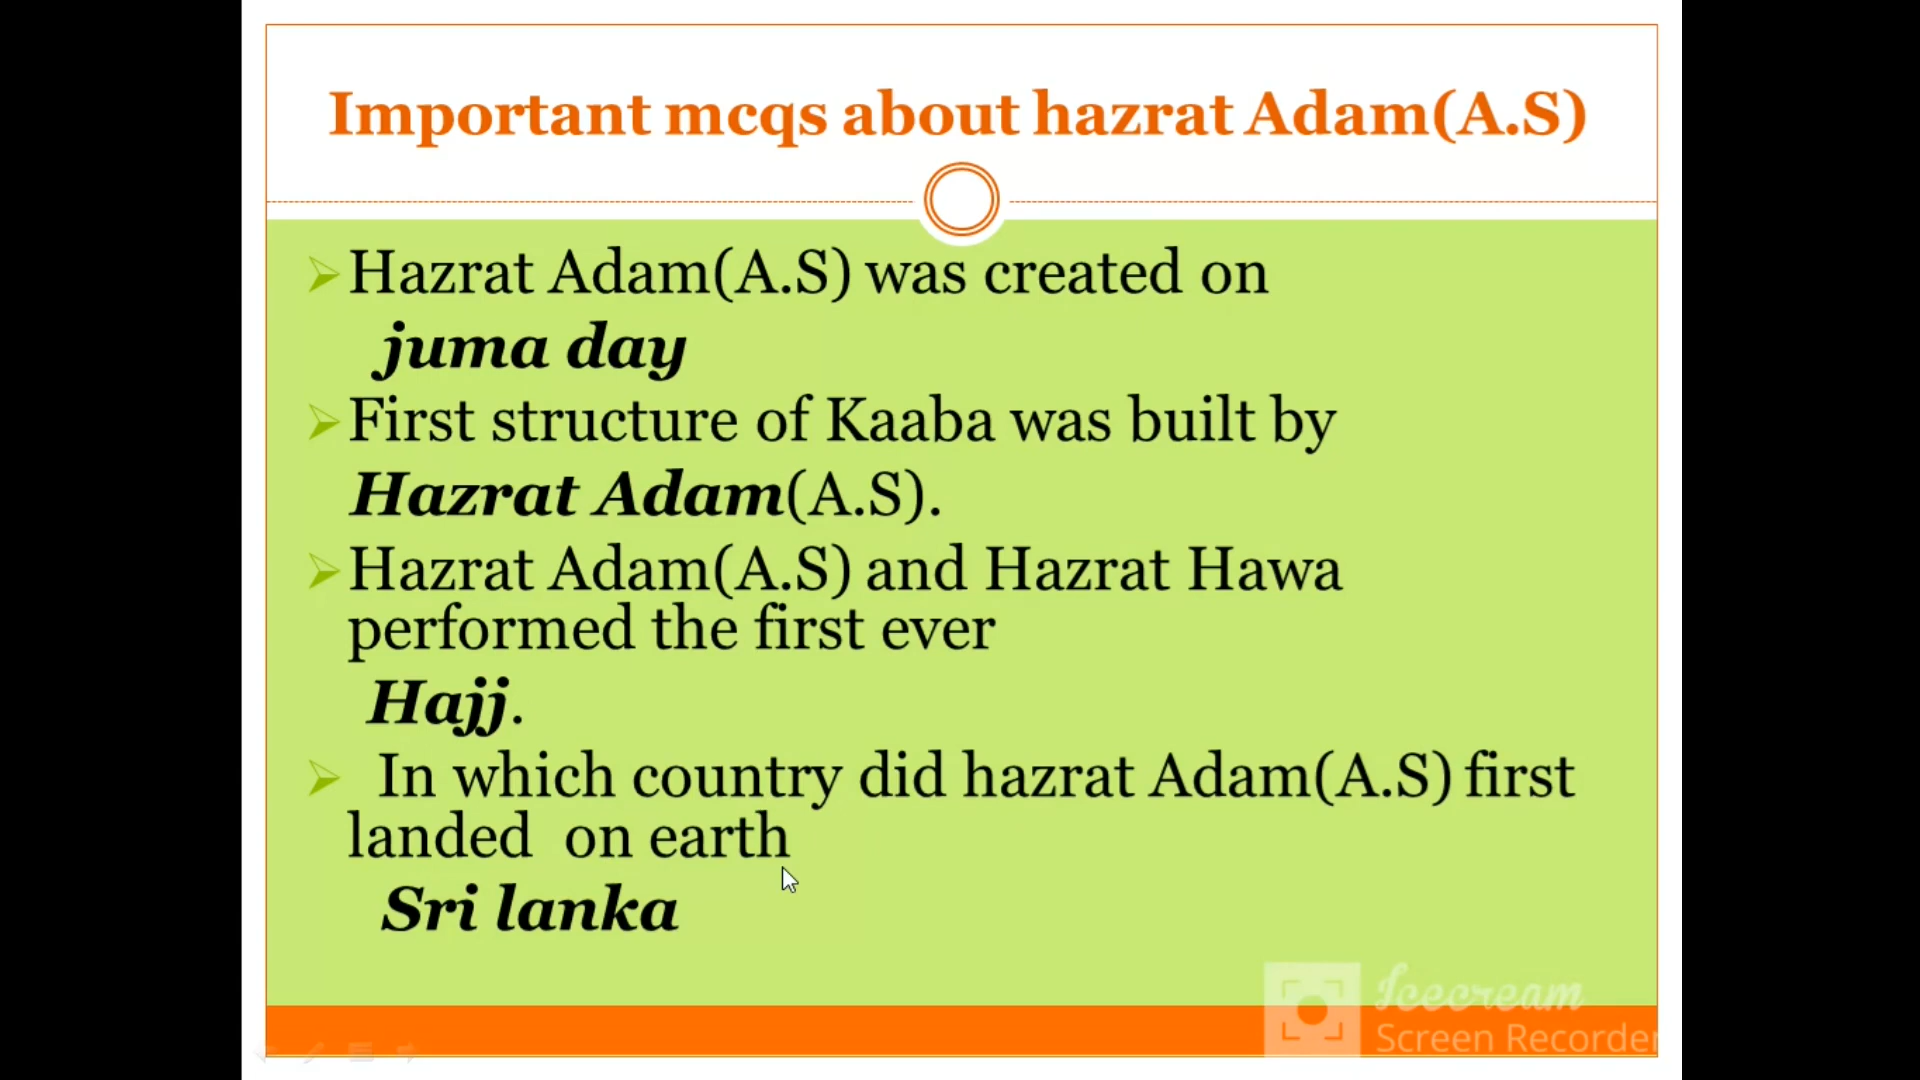 Important mcqs about hazrat Adam(A.S)
Hazrat Adam(A.S) was created on
juma day
First structure of Kaaba was built by
Hazrat Adam(A.S).
Hazrat Adam(A.S) and Hazrat Hawa
performed the first ever
Hajj.
In which country did hazrat Adam(A.S) first
landed on earth
Sri lanka
Icecream
Screen Recorder